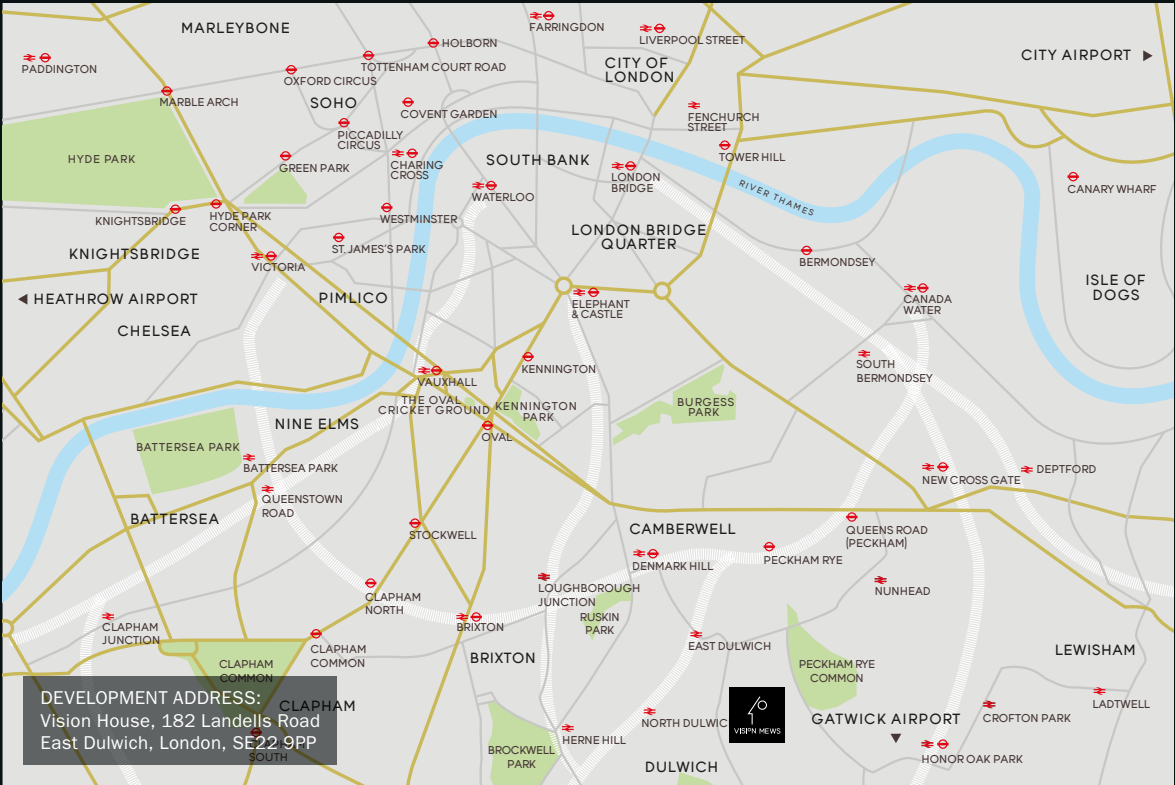 MARLEYBONE
FARRINGDON
LIVERPOOL STREET
HOLBORN
CITY AIRPORT
PADDINGTON
TOTTENHAM COURT ROAD
CITY OF
LONDON
OXFORD CIRCUS
MARBLE ARCH
SOHO
COVENT GARDEN
FENCHURCH
STREET
PICCADILLY
CIRCUS
HYDE PARK
GREEN PARK
CHARING
CROSS
SOUTH BANK
TOWER HILL
LONDON
BRIDGE
RIVER THAMES
CANARY WHARF
WATERLOO
KNIGHTSBRIDGE
HYDE PARK
CORNER
WESTMINSTER
LONDON BRIDGE
QUARTER
KNIGHTSBRIDGE
ST. JAMES'S PARK
VICTORIA
BERMONDSEY
HEATHROW AIRPORT
PIMLICO
ELEPHANT
& CASTLE
CANADA
WATER
ISLE OF
DOGS
CHELSEA
KENNINGTON
SOUTH
BERMONDSEY
VAUXHALL
THE OVAL
CRICKET GROUND
KENNINGTON
PARK
BURGESS
PARK
NINE ELMS
OVAL
BATTERSEA PARK
BATTERSEA PARK
NEW CROSS GATE
DEPTFORD
QUEENSTOWN
ROAD
BATTERSEA
STOCKWELL
CAMBERWELL
QUEENS ROAD
(PECKHAM)
DENMARK HILL
PECKHAM RYE
LOUGHBOROUGH
JUNCTION
NUNHEAD
CLAPHAM
NORTH
RUSKIN
PARK
CLAPHAM
JUNCTION
BRIXTON
EAST DULWICH
CLAPHAM
COMMON
BRIXTON
CLAPHAM
COMMON
PECKHAM RYE
COMMON
LEWISHAM
DEVELOPMENT ADDRESS:
Vision House, 182 Landells Road
East Dulwich, London, SE22 9PP
CLAPHAM
SOUTH
NORTH DULWIC
VISION MEWS
GATWICK AIRPORT
CROFTON PARK
LADTWELL
HERNE HILL
BROCKWELL
PARK
HONOR OAK PARK
DULWICH